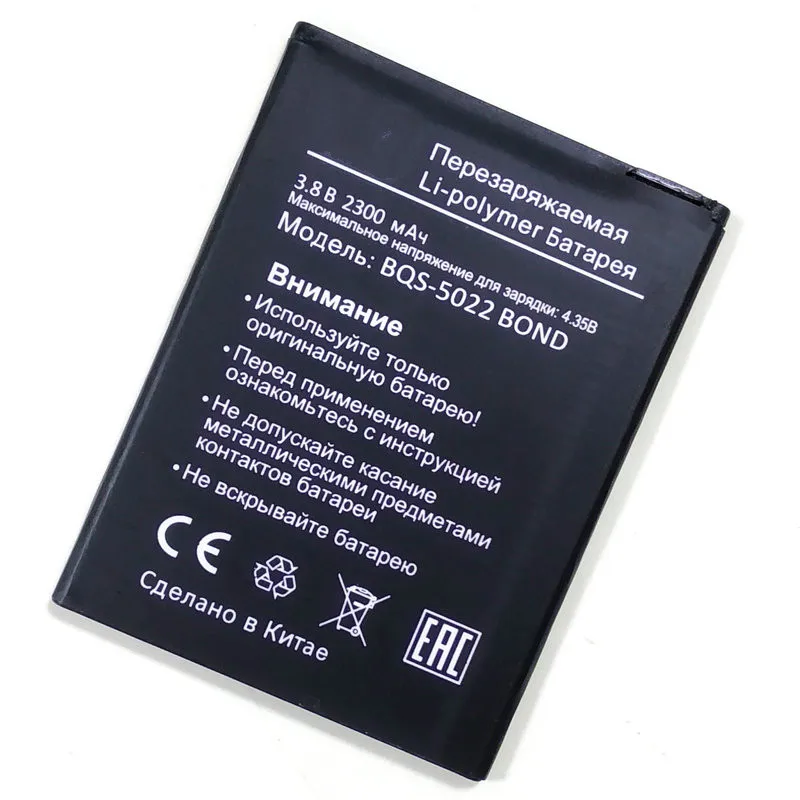 Перезаряжаемая
Li-polymer Батарея
3.8 В 2300 мАч
Максимальное напряжение для зарядки: 4.35В
Модель: BQS-5022 BOND
Внимание
• Используйте только
оригинальную батарею!
• Перед применением
ознакомьтесь с инструкцией
• Не допускайте касание
металлическими предметами
контактов батареи
• Не вскрывайте батарею
CE
Сделано в Китае
EAC